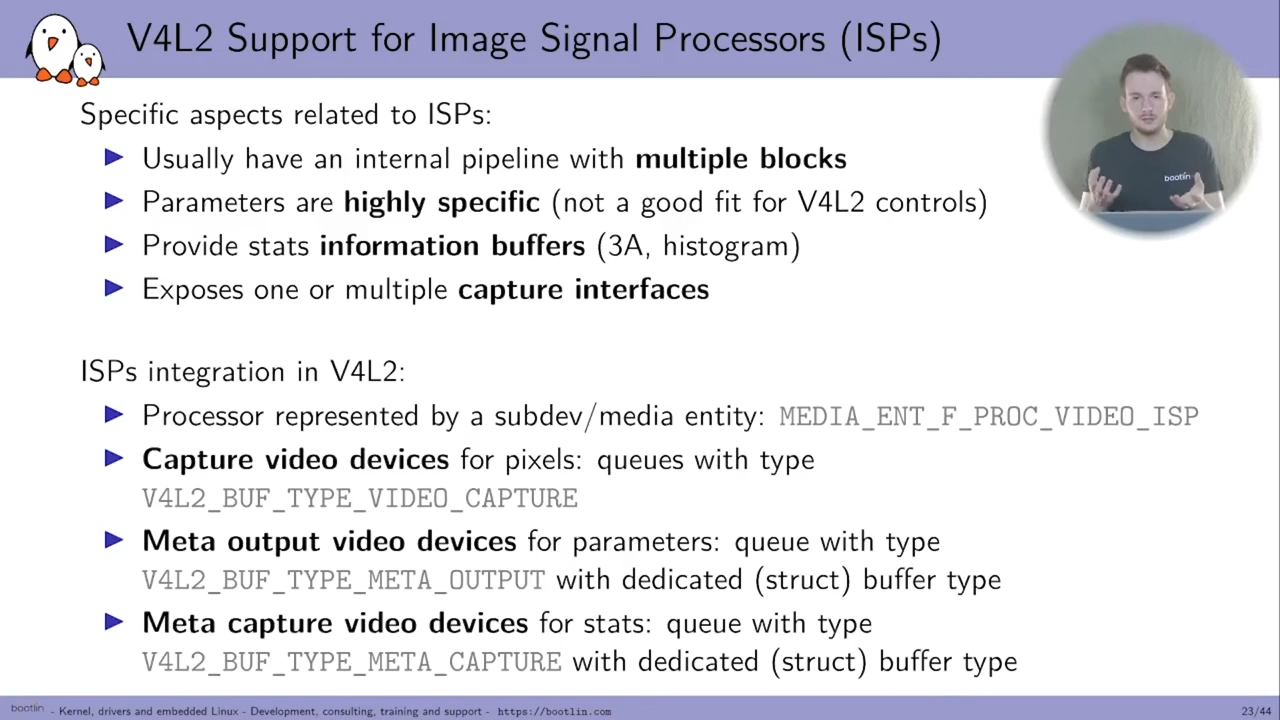 V4L2 Support for Image Signal Processors (ISPs)
Specific aspects related to ISPs:
Usually have an internal pipeline with multiple blocks
Parameters are highly specific (not a good fit for V4L2 controls)
Provide stats information buffers (3A, histogram)
Exposes one or multiple capture interfaces
ISPs integration in V4L2:
Processor represented by a subdev/media entity: MEDIA_ENT_F_PROC_VIDEO_ISP
Capture video devices for pixels: queues with type
V4L2_BUF_TYPE_VIDEO_CAPTURE
Meta output video devices for parameters: queue with type
V4L2_BUF_TYPE_META_OUTPUT with dedicated (struct) buffer type
Meta capture video devices for stats: queue with type
V4L2_BUF_TYPE_META_CAPTURE with dedicated (struct) buffer type
bootlin
bootlin - Kernel, drivers and embedded Linux - Development, consulting, training and support - https://bootlin.com
23/44